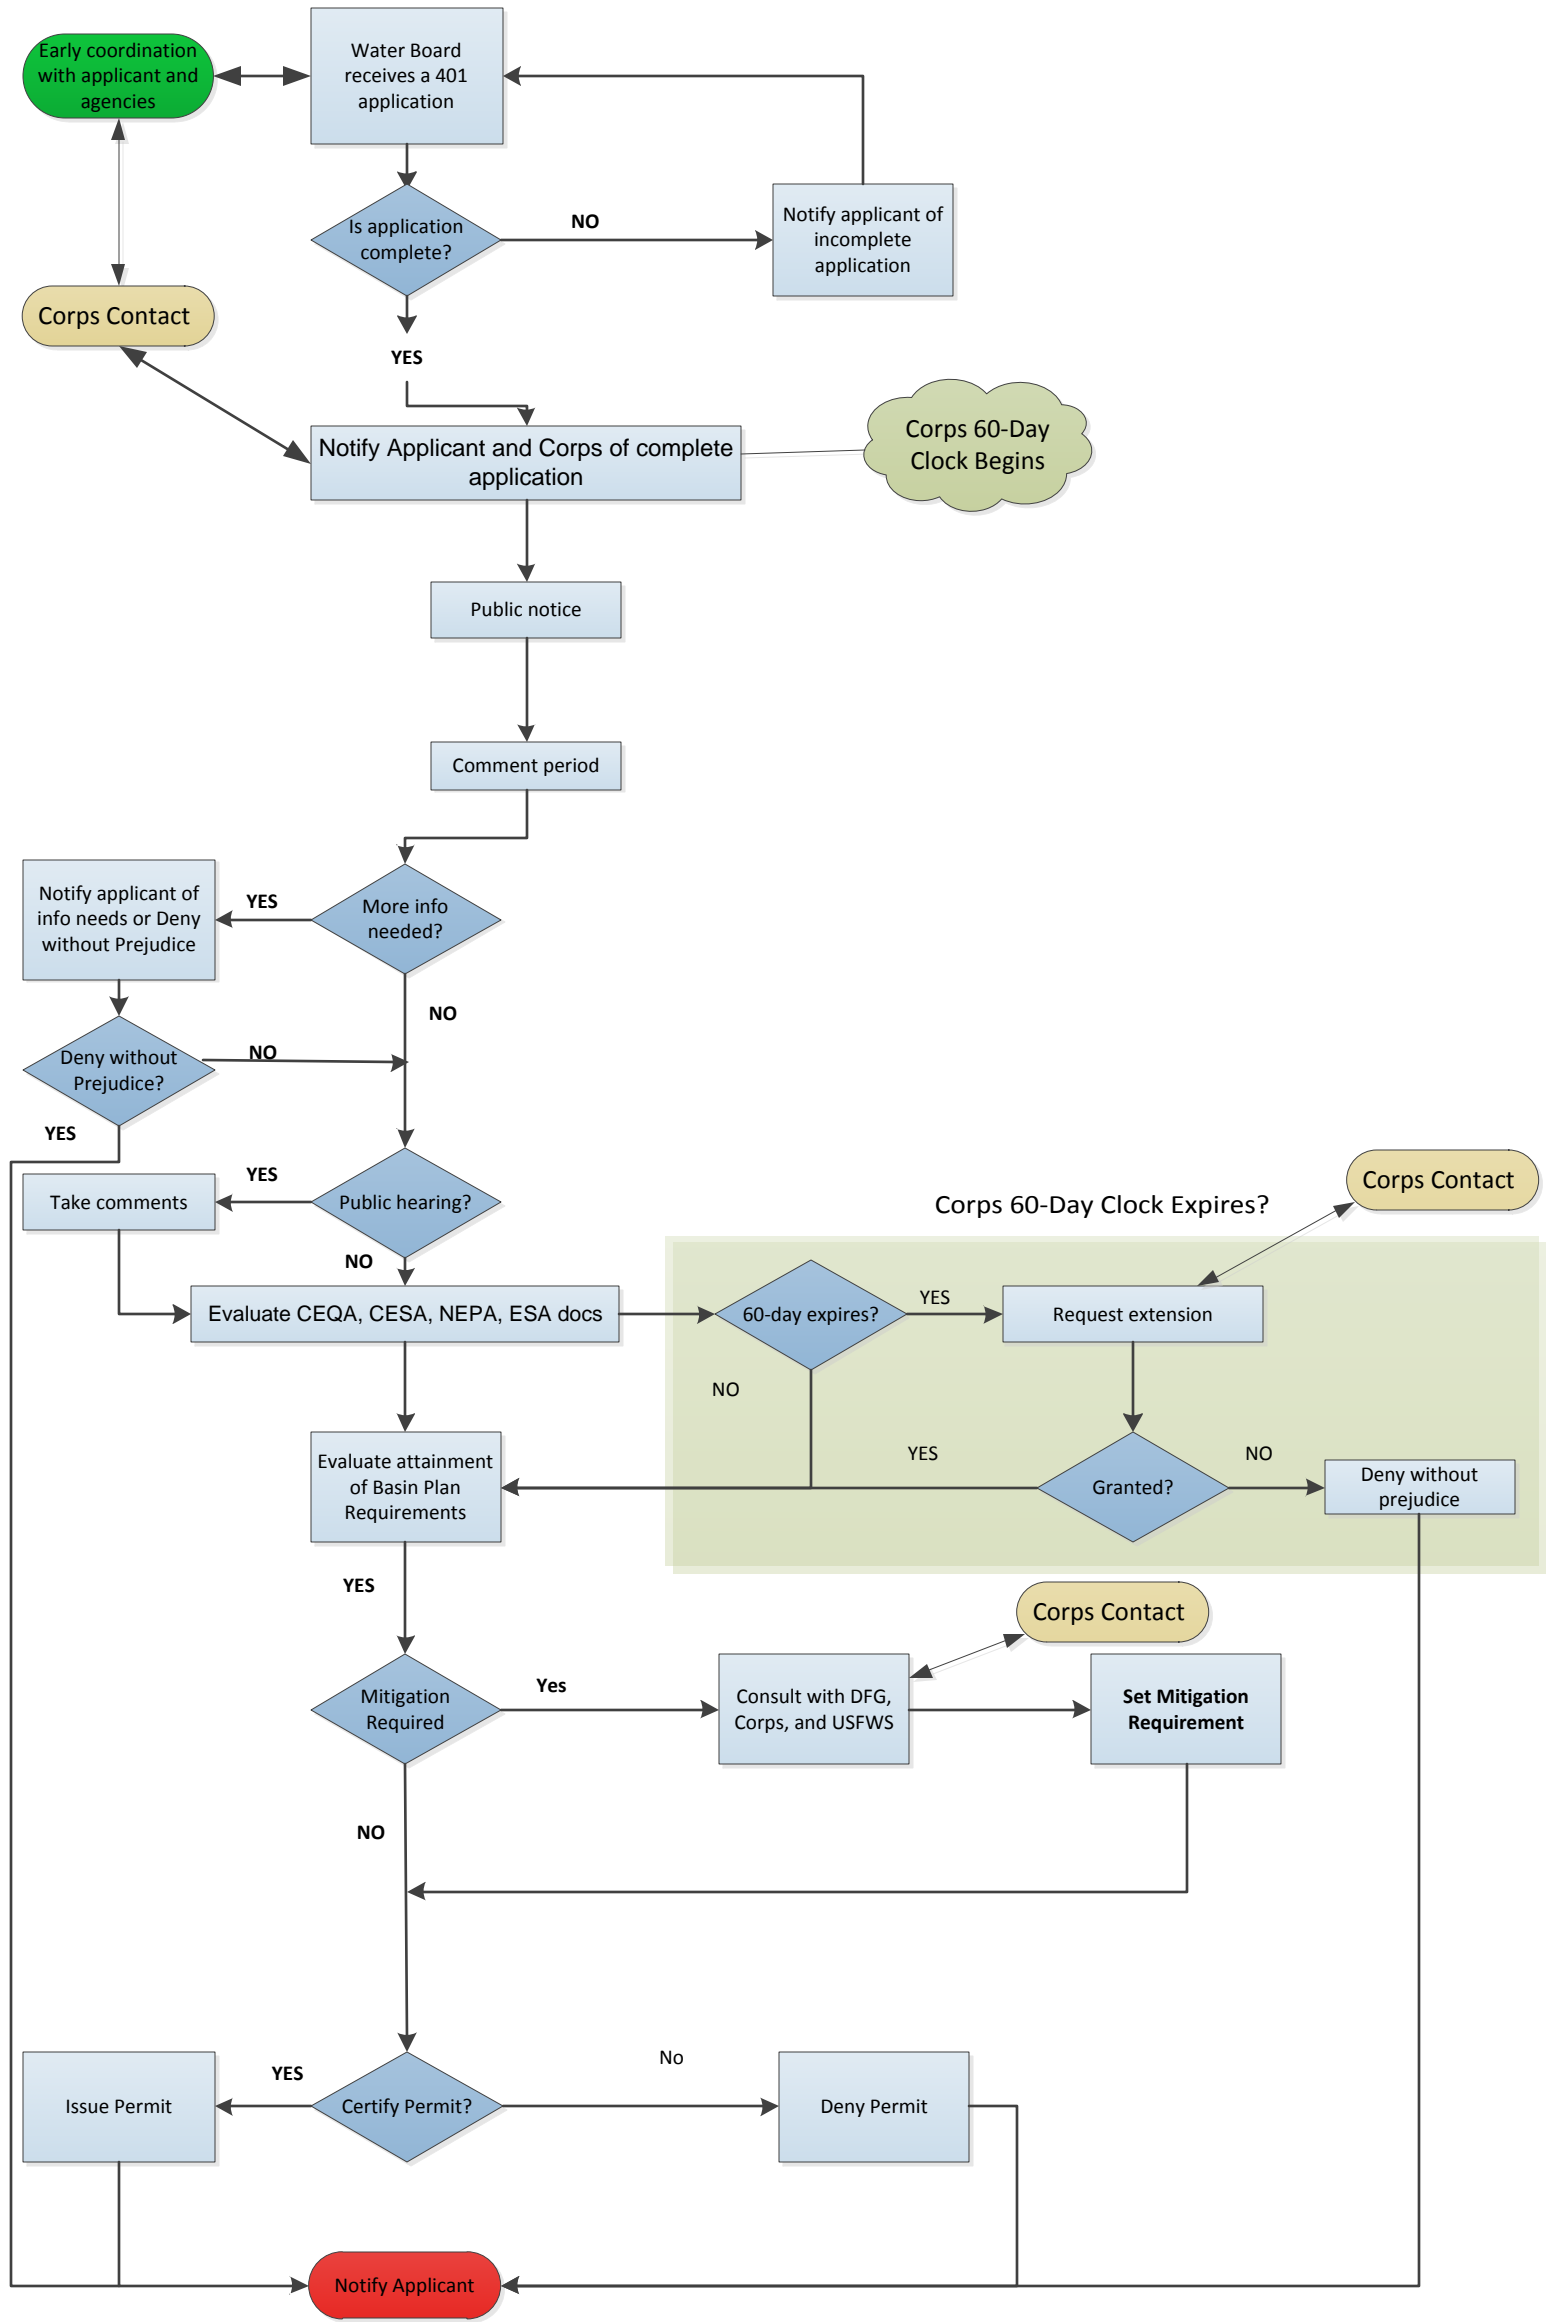 Early coordination
with applicant and
agencies
Water Board
receives a 401
application
Is application
complete?
NO
Notify applicant of
incomplete
application
Corps Contact
YES
Notify Applicant and Corps of complete
application
Corps 60-Day
Clock Begins
Public notice
Comment period
Notify applicant of
info needs or Deny
without Prejudice
YES
More info
needed?
NO
Deny without
Prejudice?
NO
YES
Take comments
YES
Public hearing?
NO
Corps 60-Day Clock Expires?
Corps Contact
Evaluate CEQA, CESA, NEPA, ESA docs
60-day expires?
YES
Request extension
NO
Evaluate attainment
of Basin Plan
Requirements
YES
Granted?
NO
Deny without
prejudice
YES
Corps Contact
Mitigation
Required
Yes
Consult with DFG,
Corps, and USFWS
Set Mitigation
Requirement
NO
Issue Permit
YES
Certify Permit?
No
Deny Permit
Notify Applicant